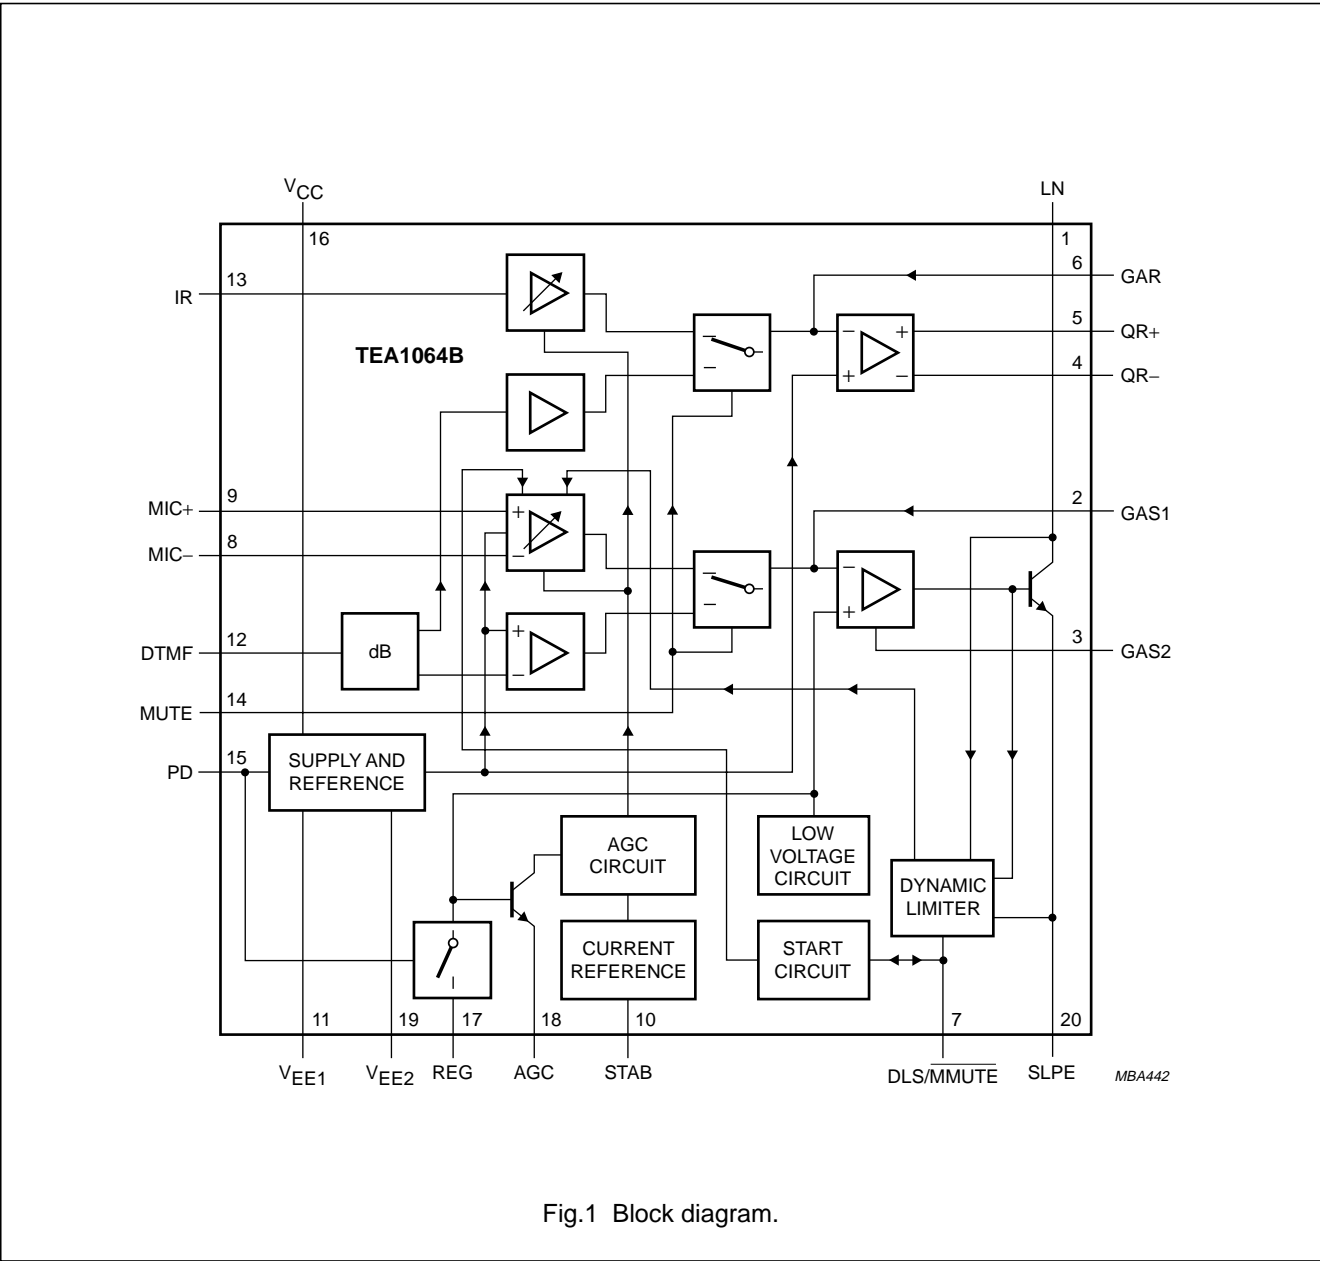 VCC
LN
16
1
13
6
IR
GAR
5
QR+
TEA1064B
4
QR−
9
2
MIC+
GAS1
8
MIC−
12
3
DTMF
dB
GAS2
14
MUTE
15
PD
SUPPLY AND
REFERENCE
AGC
CIRCUIT
LOW
VOLTAGE
CIRCUIT
DYNAMIC
LIMITER
CURRENT
REFERENCE
START
CIRCUIT
11
19
17
18
10
7
20
VEE1
VEE2
REG
AGC
STAB
DLS/MMUTE
SLPE
MBA442
Fig.1 Block diagram.